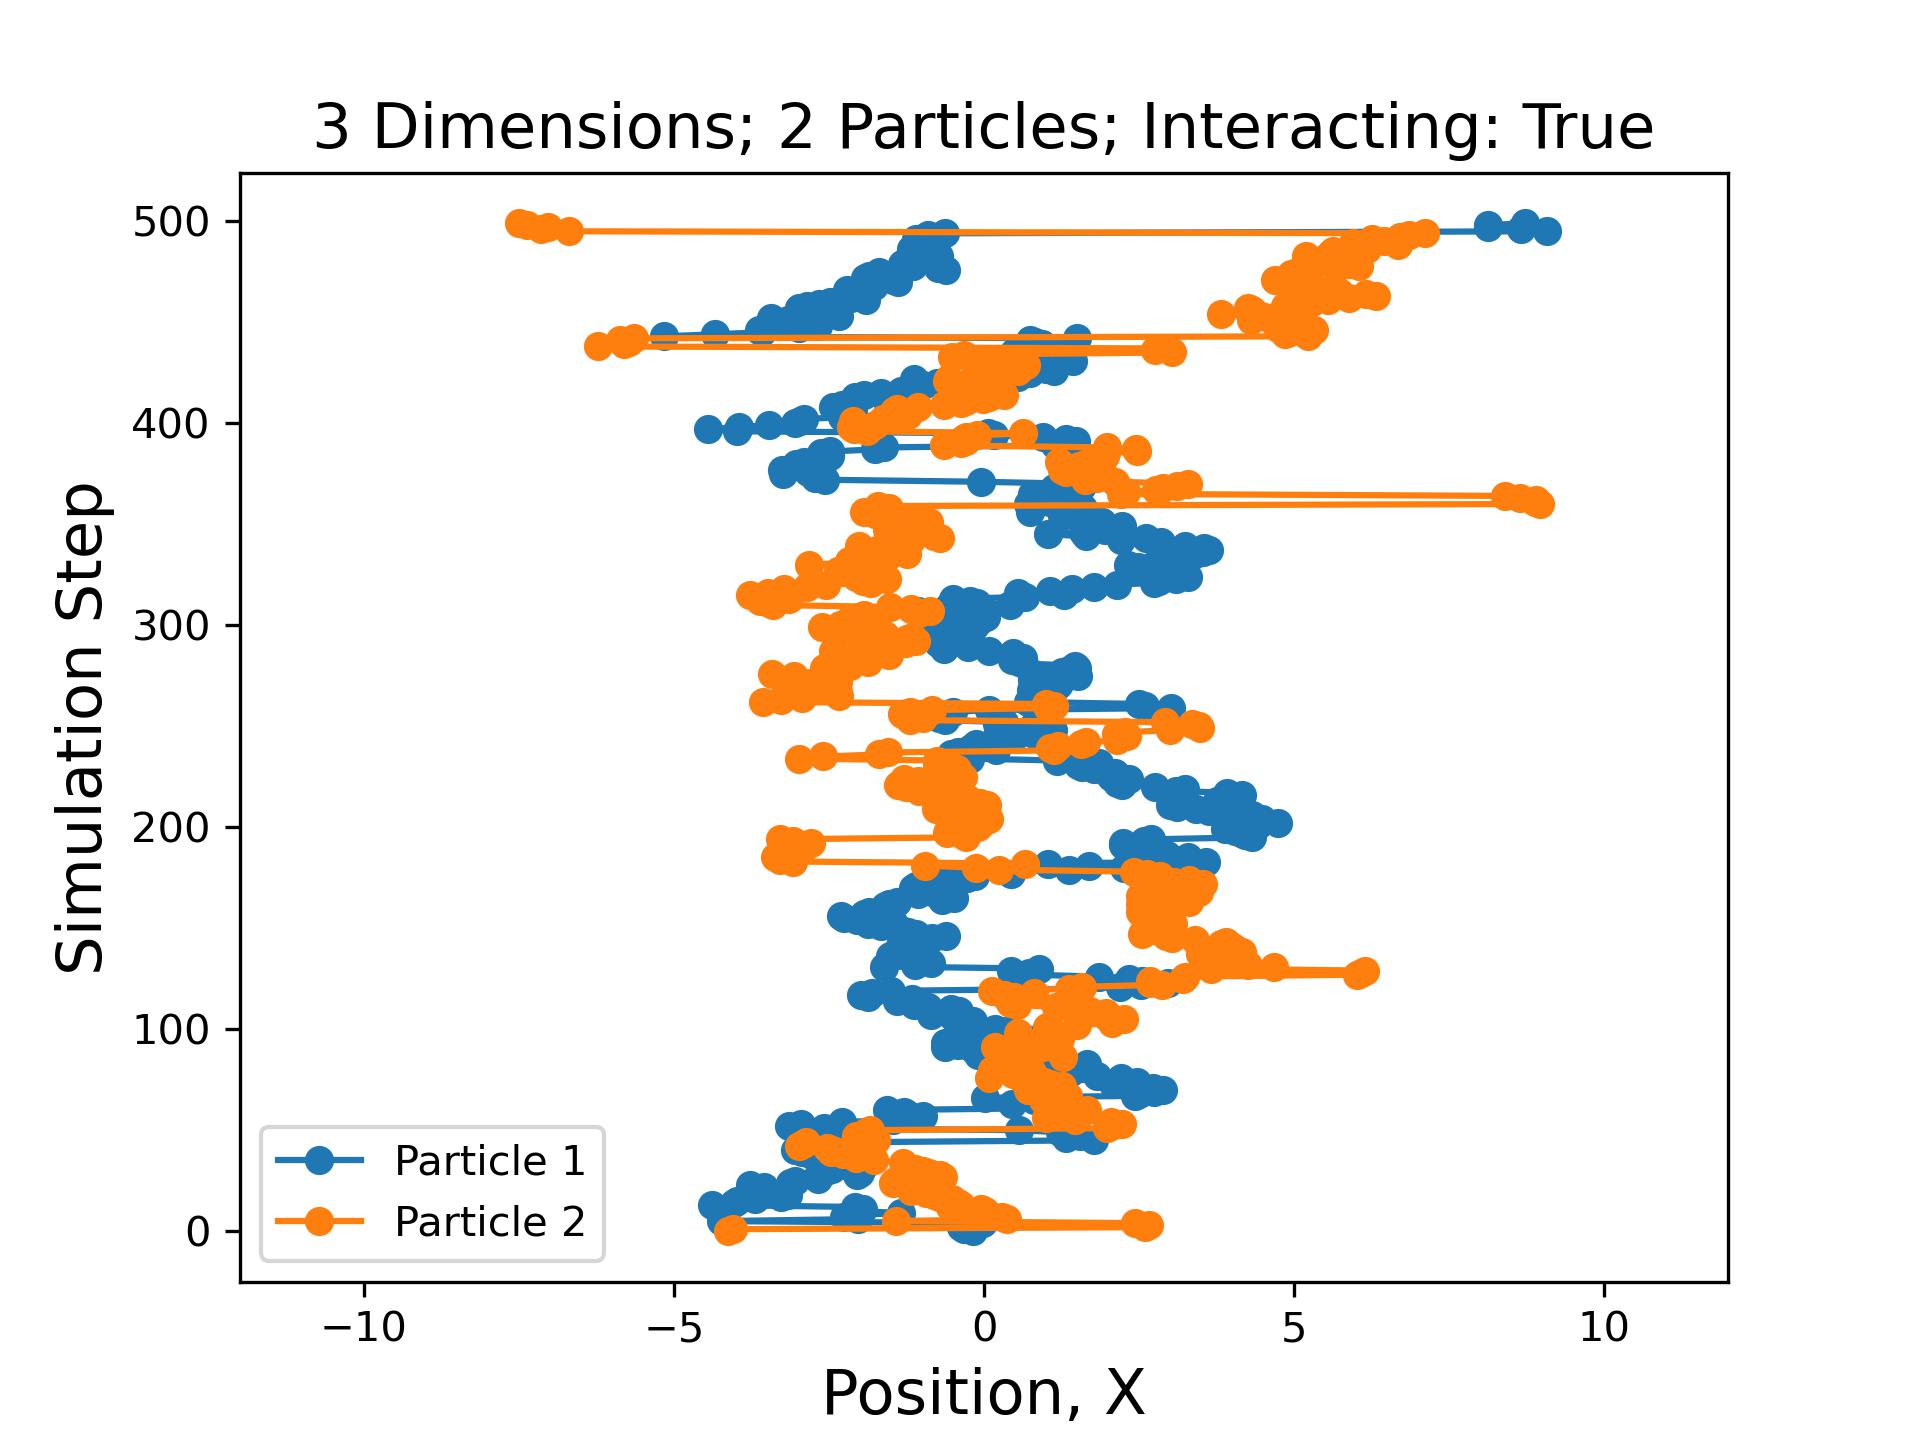 3 Dimensions; 2 Particles; Interacting: True
500
400
300
200
100
0
Simulation Step
Particle 1
Particle 2
−10
−5
0
5
10
Position, X